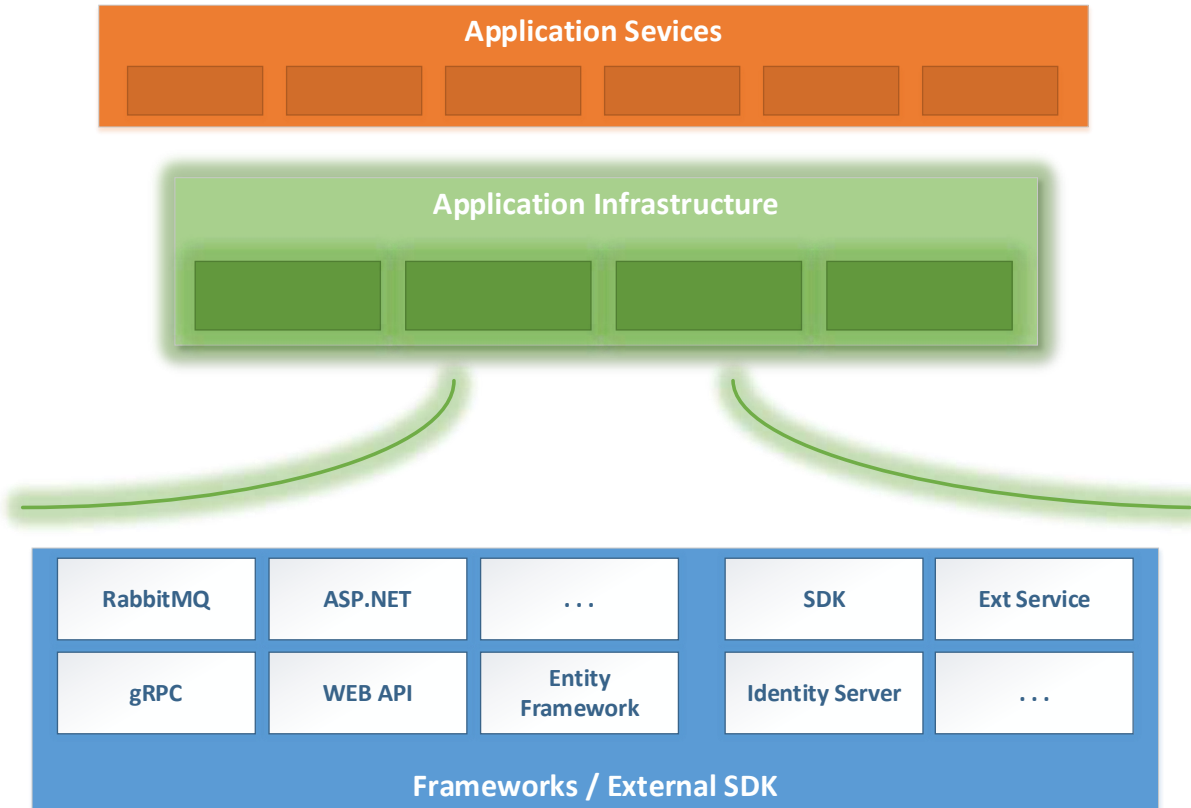 Application Sevices
Application Infrastructure
RabbitMQ
ASP.NET
. . .
SDK
Ext Service
gRPC
WEB API
Entity
Framework
Identity Server
. . .
Frameworks / External SDK